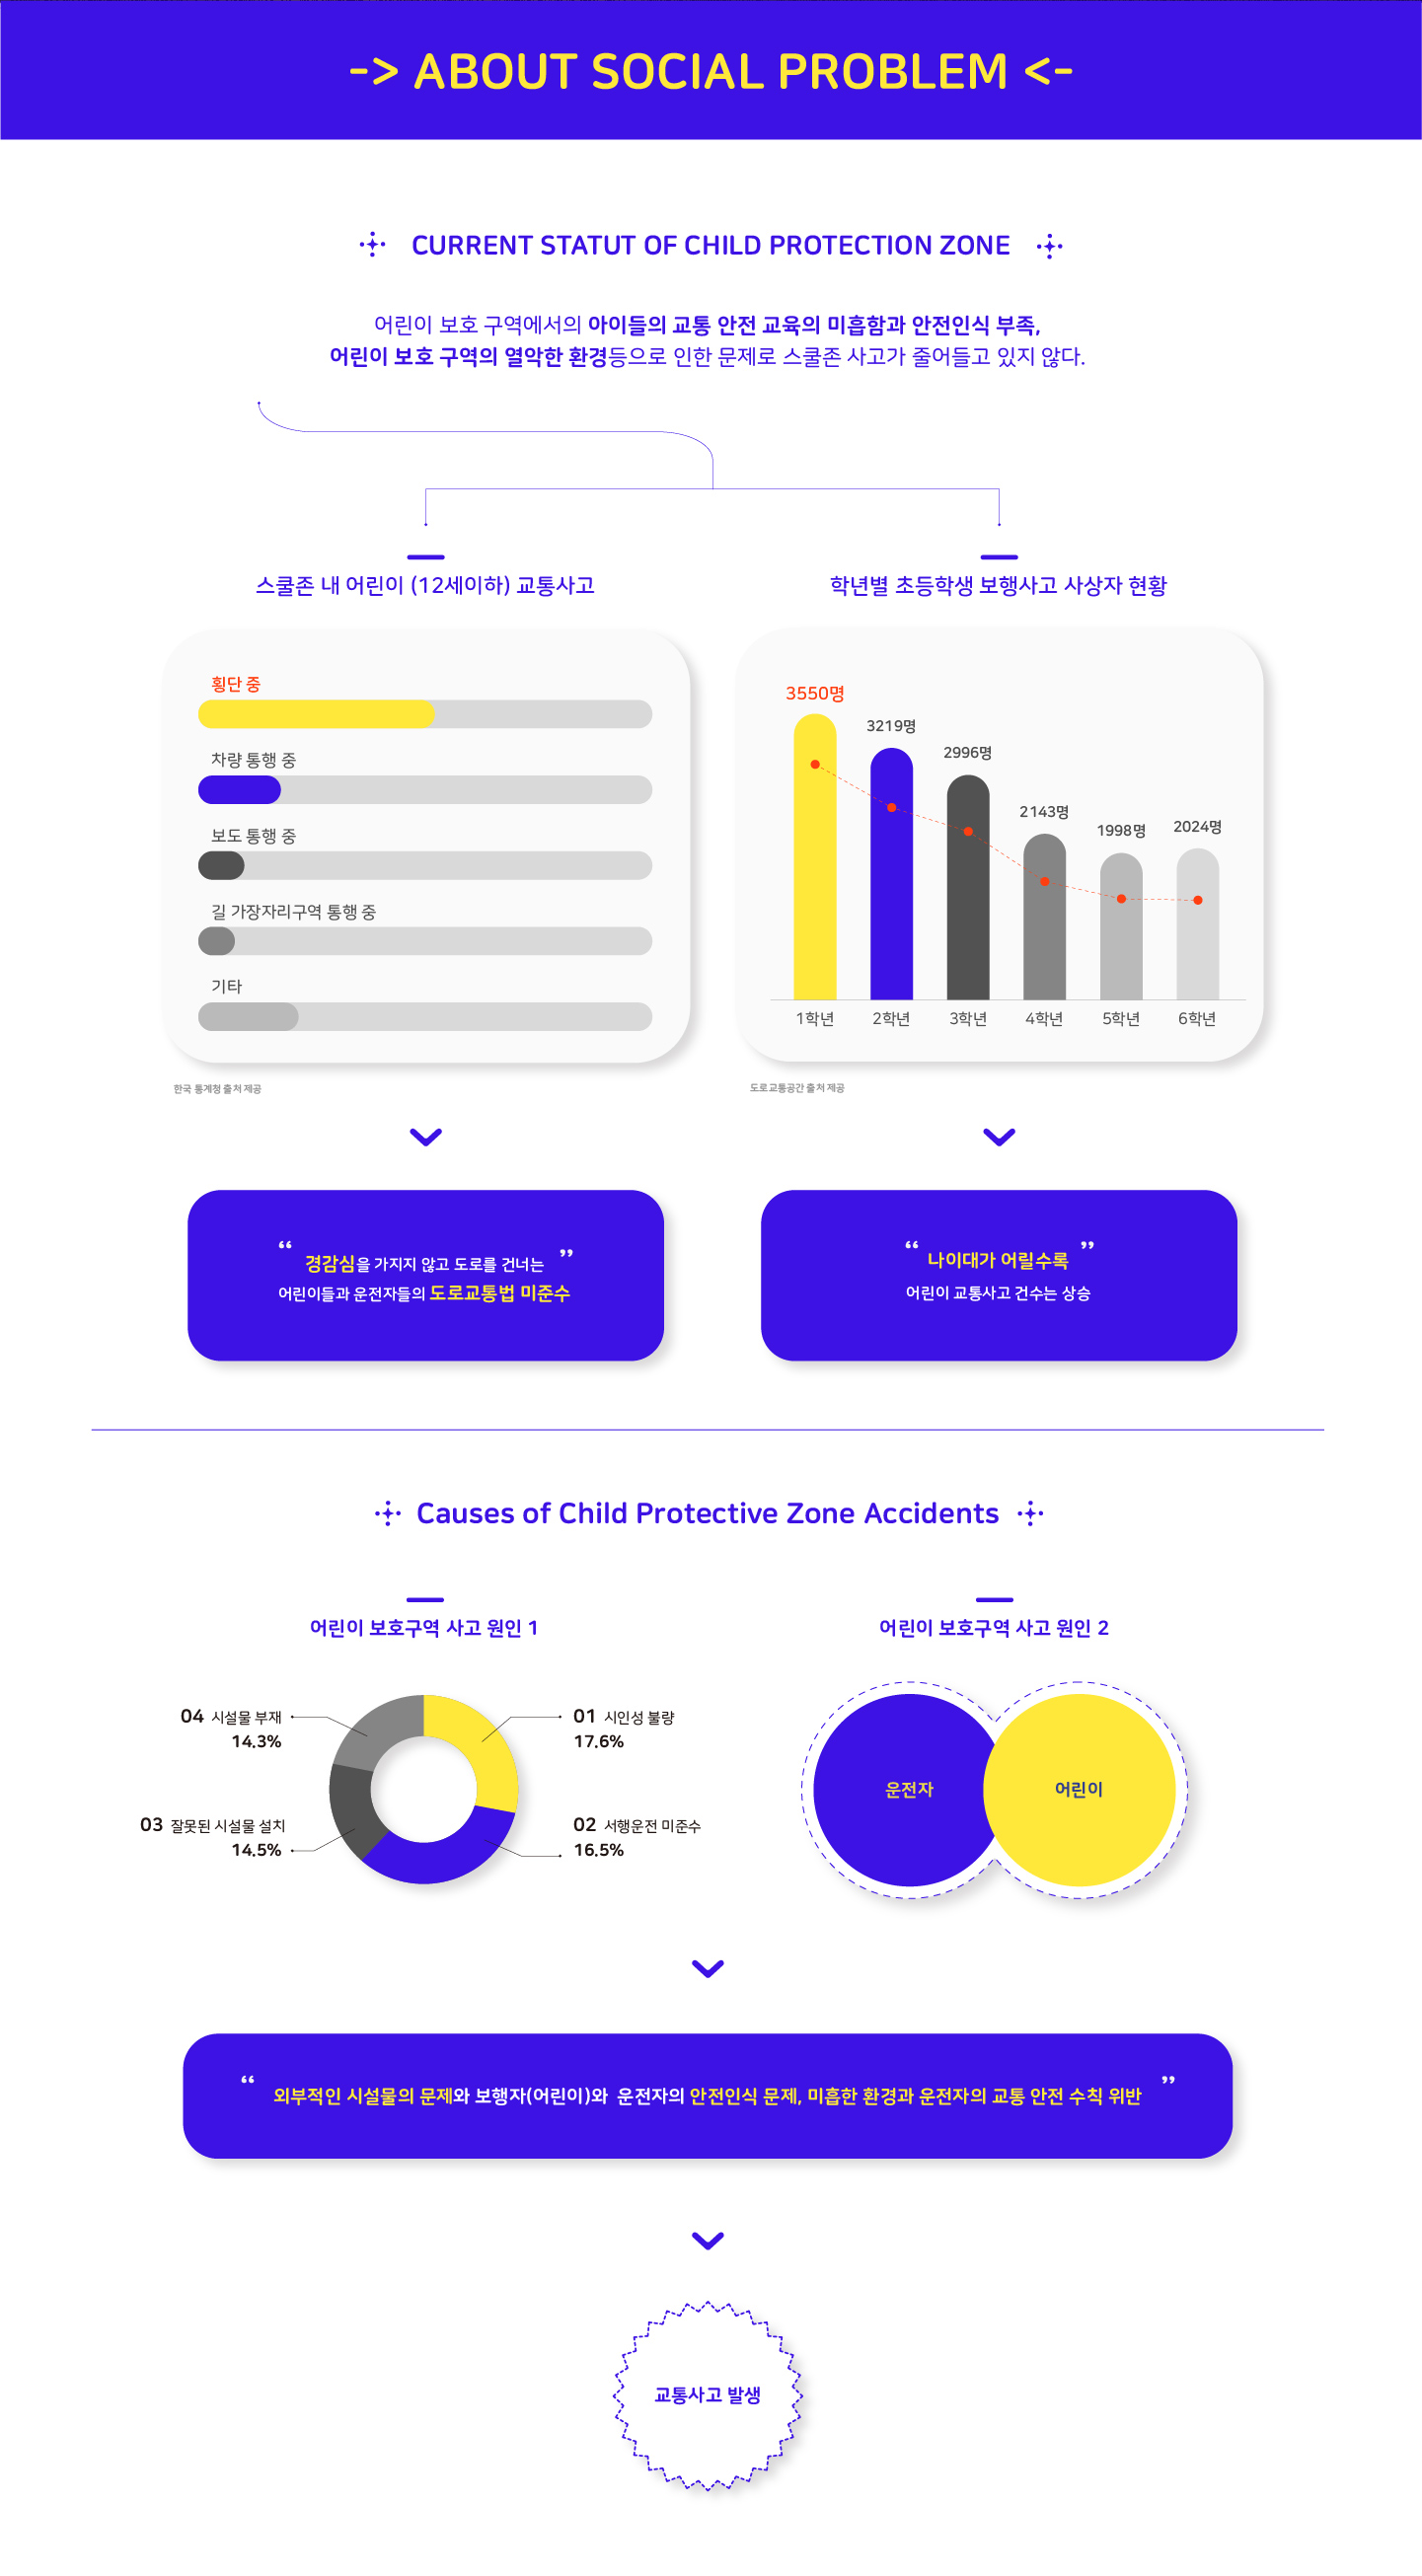 -> ABOUT SOCIAL PROBLEM <-
CURRENT STATUT OF CHILD PROTECTION ZONE
어린이 보호 구역에서의 아이들의 교통 안전 교육의 미흡함과 안전인식 부족,
어린이 보호 구역의 열악한 환경등으로 인한 문제로 스쿨존 사고가 줄어들고 있지 않다.
스쿨존 내 어린이 (12세이하) 교통사고
횡단 중
차량 통행 중
보도 통행 중
길 가장자리구역 통행 중
기타
한국 통계청 출처 제공
학년별 초등학생 보행사고 사상자 현황
3550명
3219명
2996명
2143명
1998명
2024명
1학년
2학년
3학년
4학년
5학년
6학년
도로교통공간 출처 제공
“ 경감심을 가지지 않고 도로를 건너는 ”
어린이들과 운전자들의 도로교통법 미준수
“ 나이대가 어릴수록 ”
어린이 교통사고 건수는 상승
Causes of Child Protective Zone Accidents
어린이 보호구역 사고 원인 1
04 시설물 부재
14.3%
01 시인성 불량
17.6%
03 잘못된 시설물 설치
14.5%
02 서행운전 미준수
16.5%
어린이 보호구역 사고 원인 2
운전자
어린이
“ 외부적인 시설물의 문제와 보행자(어린이)와 운전자의 안전인식 문제, 미흡한 환경과 운전자의 교통 안전 수칙 위반 ”
교통사고 발생